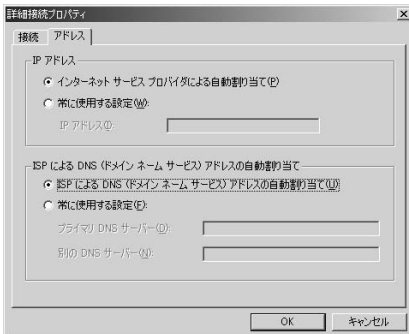 詳細接続プロパティ
接続 アドレス
IP アドレス
インターネット サービス プロバイダによる自動割り当て(P)
常に使用する設定(W):
IP アドレス(I):
ISP による DNS (ドメイン ネーム サービス) アドレスの自動割り当て
ISP による DNS (ドメイン ネーム サービス) アドレスの自動割り当て(U)
常に使用する設定(F):
プライマリ DNS サーバー(D):
別の DNS サーバー(N):
OK キャンセル